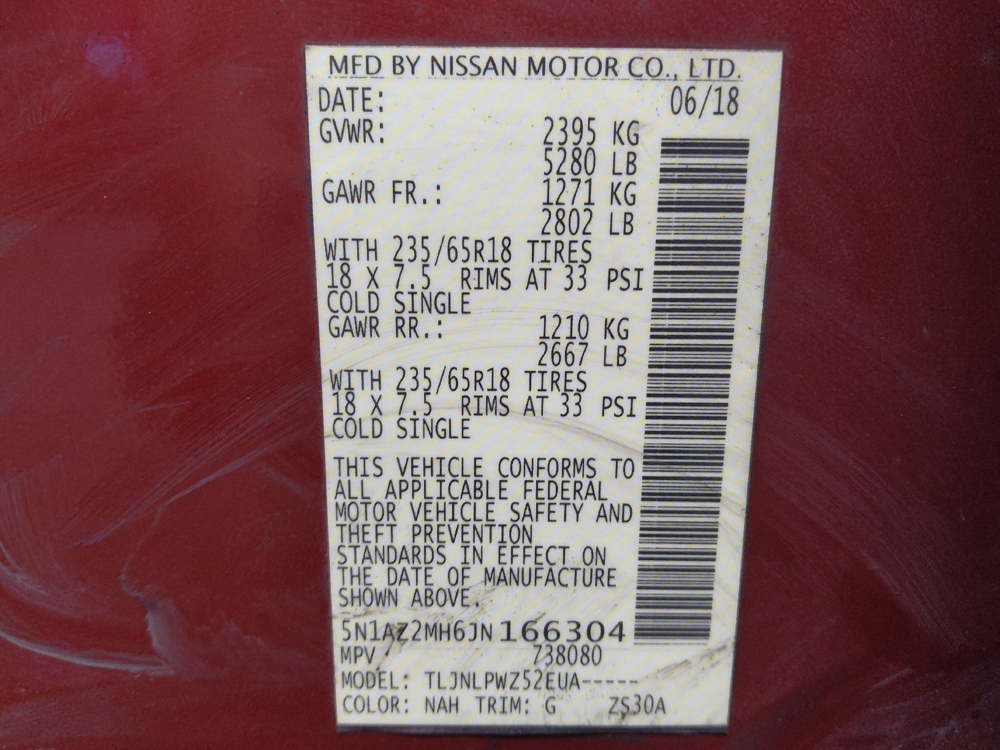 MFD BY NISSAN MOTOR CO., LTD.
DATE: 06/18
GVWR: 2395 KG
5280 LB
GAWR FR.: 1271 KG
2802 LB
WITH 235/65R18 TIRES
18 X 7.5 RIMS AT 33 PSI
COLD SINGLE
GAWR RR.: 1210 KG
2667 LB
WITH 235/65R18 TIRES
18 X 7.5 RIMS AT 33 PSI
COLD SINGLE
THIS VEHICLE CONFORMS TO
ALL APPLICABLE FEDERAL
MOTOR VEHICLE SAFETY AND
THEFT PREVENTION
STANDARDS IN EFFECT ON
THE DATE OF MANUFACTURE
SHOWN ABOVE.
5N1AZ2MH6JN166304
MPV 738080
MODEL: TLJNLPWZ52EUA-----
COLOR: NAH TRIM: G ZS30A